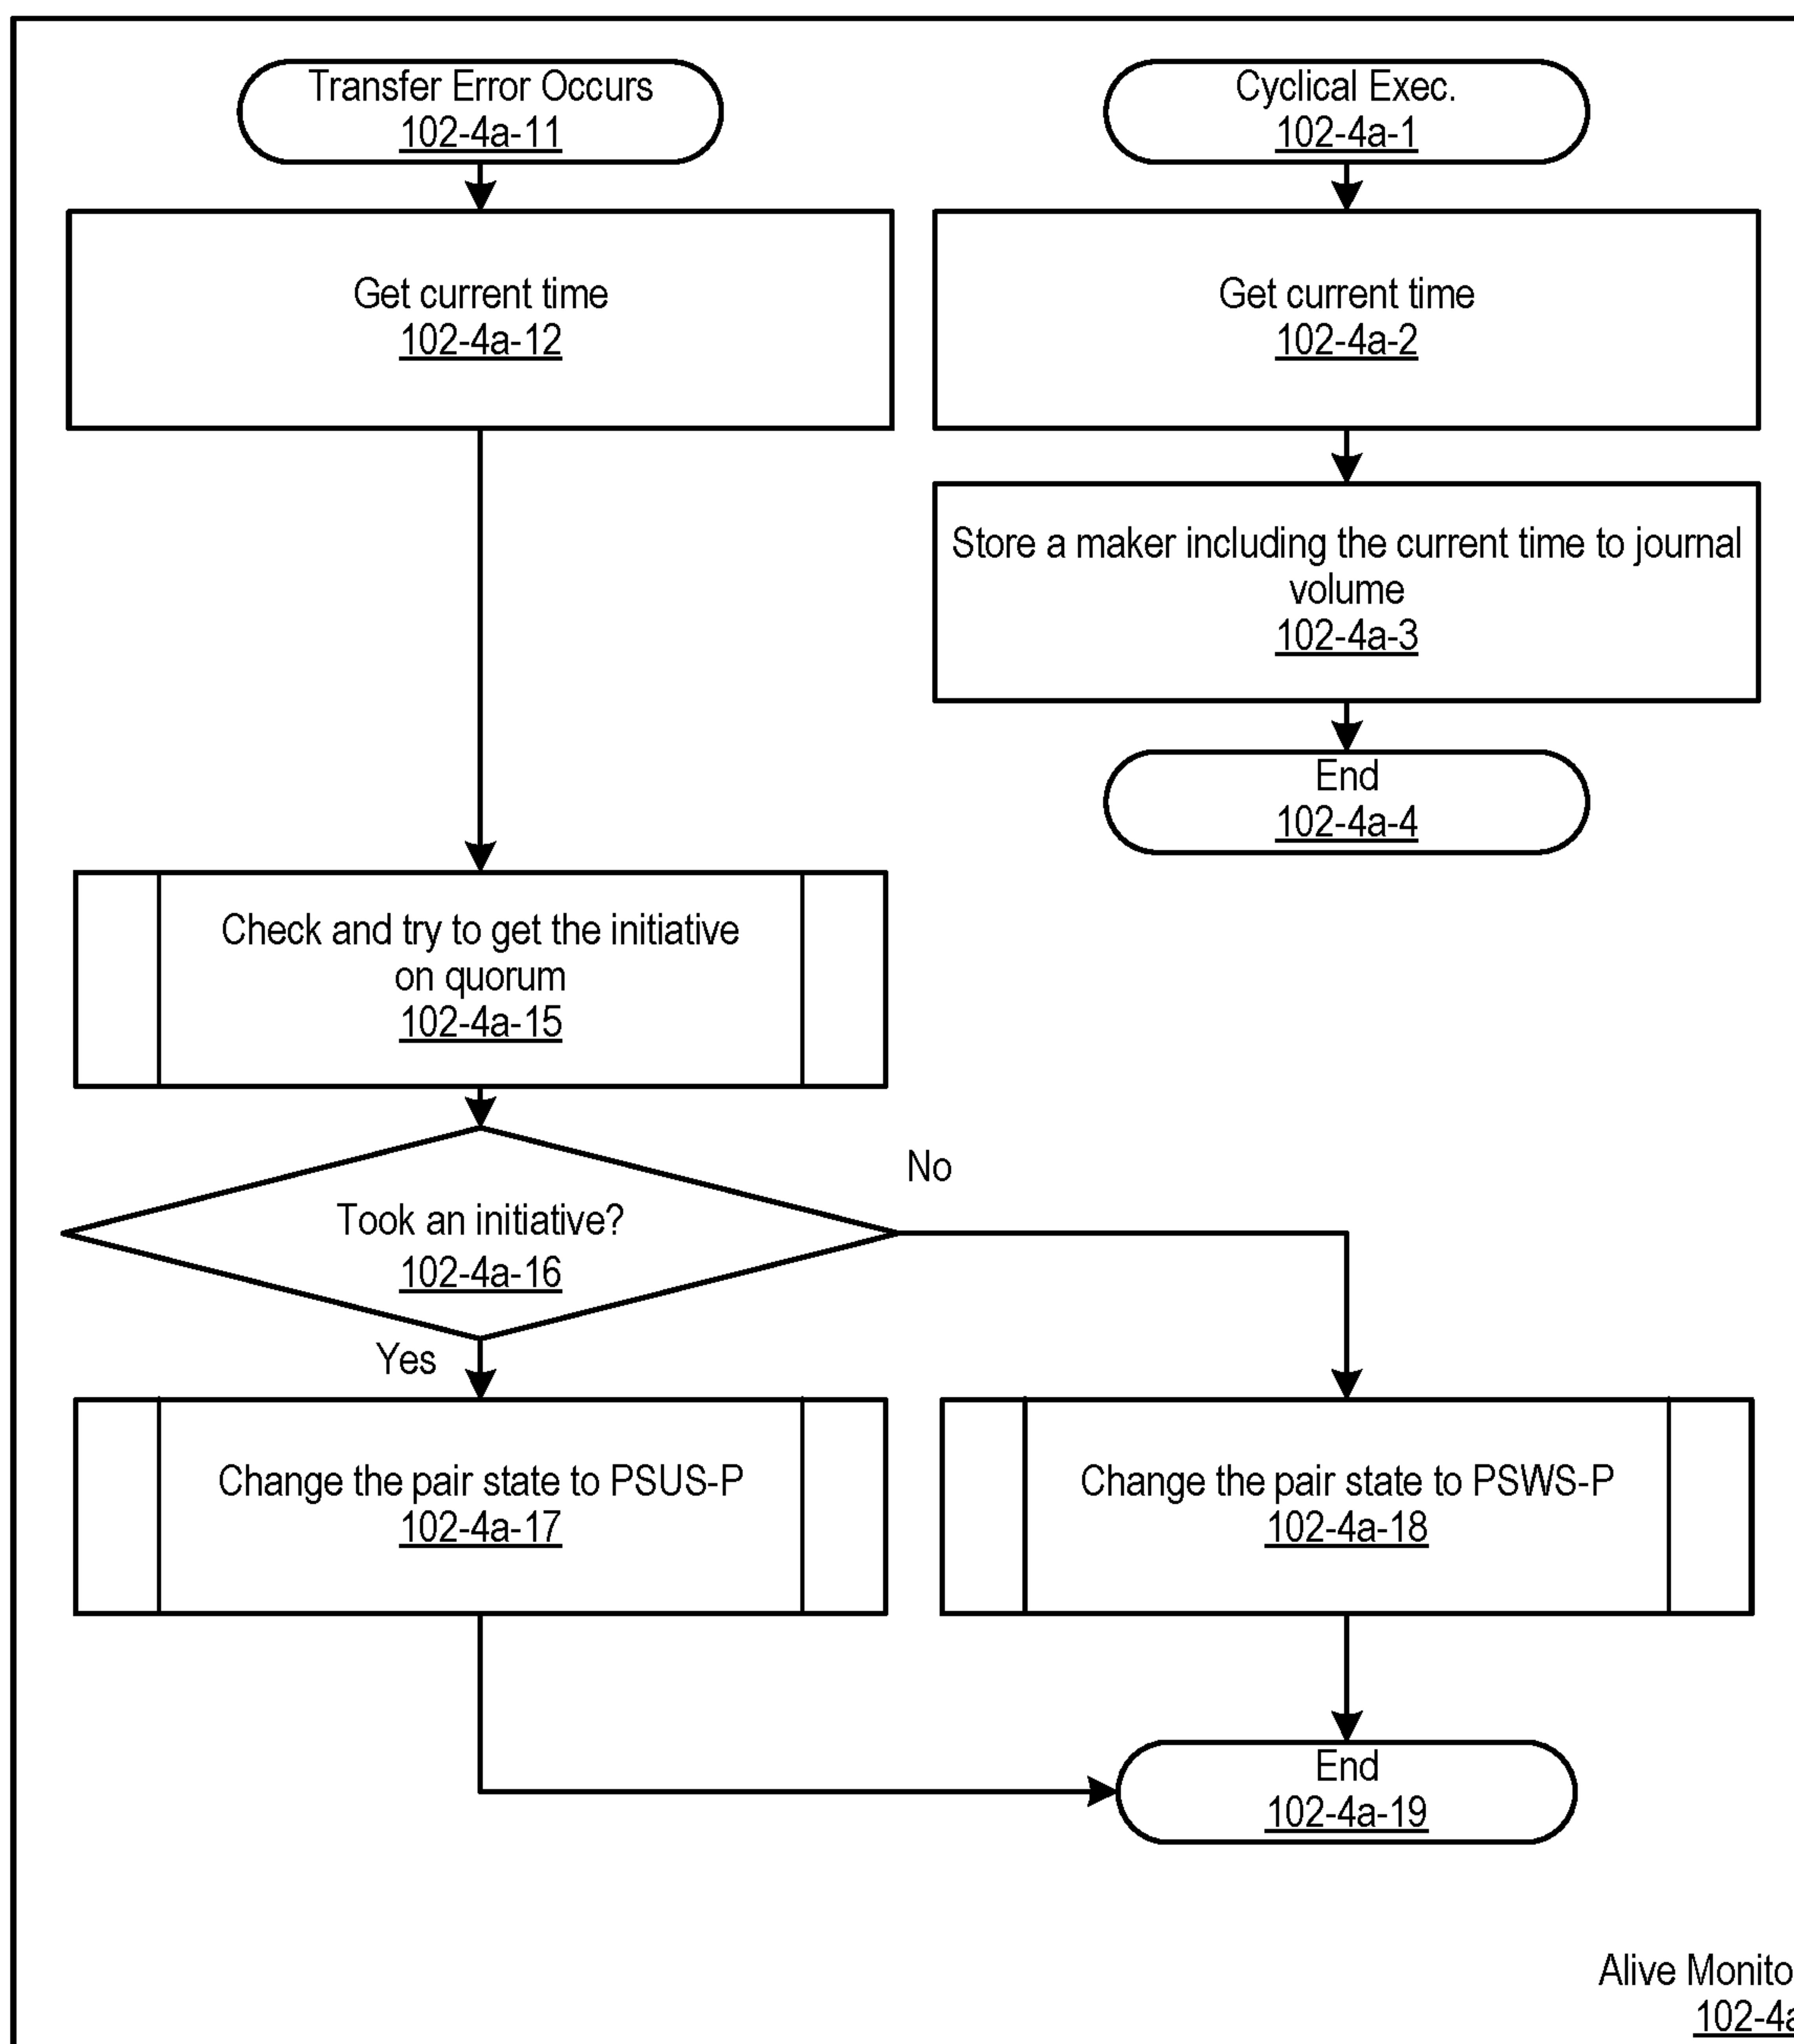 Transfer Error Occurs
102-4a-11
Get current time
102-4a-12
Check and try to get the initiative
on quorum
102-4a-15
Took an initiative?
102-4a-16
No
Yes
Change the pair state to PSUS-P
102-4a-17
Change the pair state to PSWS-P
102-4a-18
End
102-4a-19
Cyclical Exec.
102-4a-1
Get current time
102-4a-2
Store a maker including the current time to journal
volume
102-4a-3
End
102-4a-4
Alive Monito
102-4a